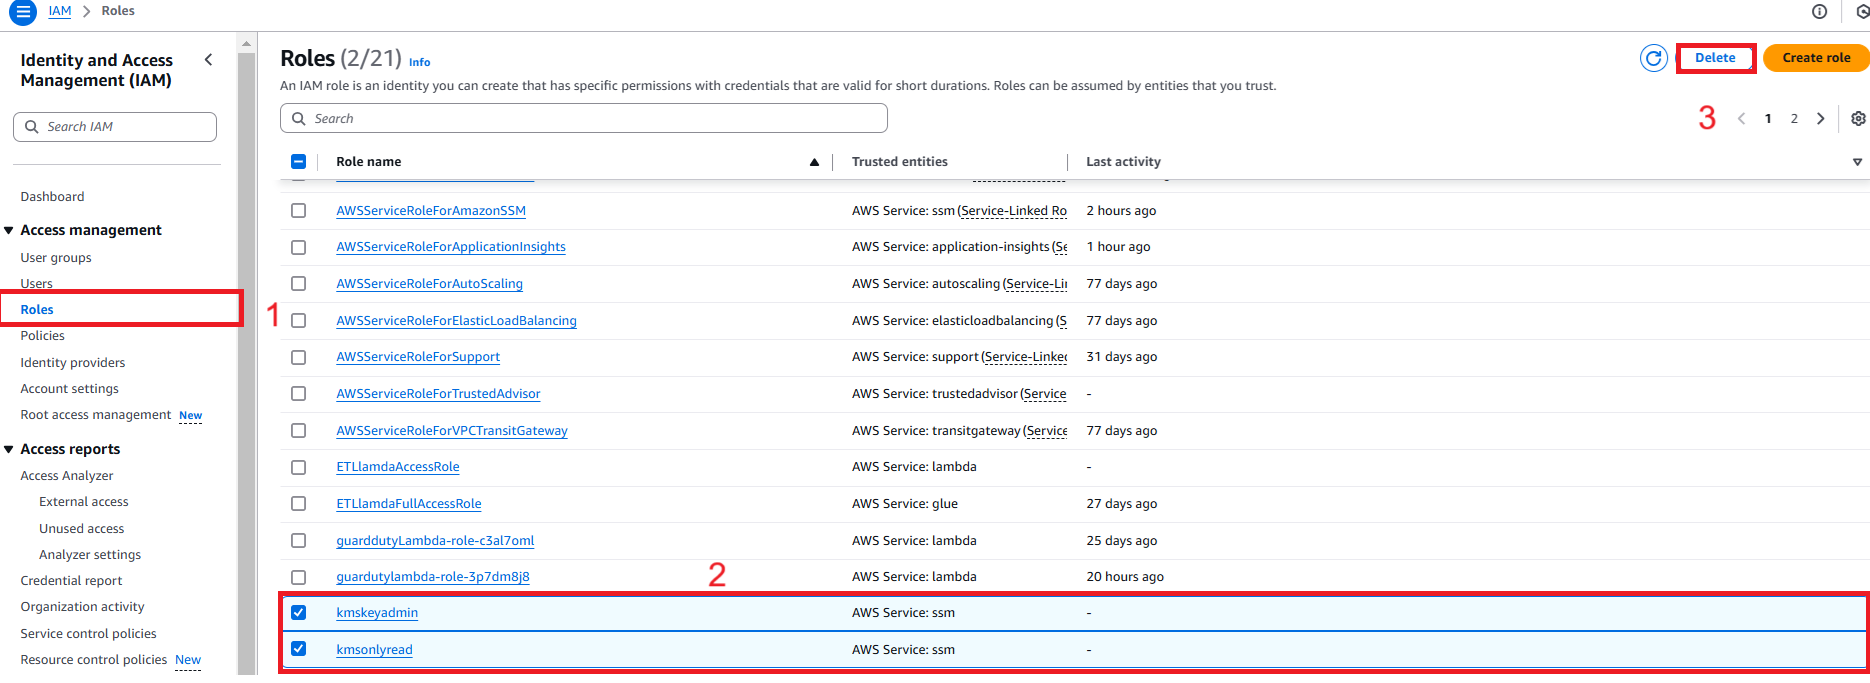 IAM > Roles
Identity and Access
Management (IAM)
Search IAM
Dashboard
Access management
User groups
Users
Roles
Policies
Identity providers
Account settings
Root access management New
Access reports
Access Analyzer
External access
Unused access
Analyzer settings
Credential report
Organization activity
Service control policies
Resource control policies New
1
Roles (2/21) Info
Delete
Create role
An IAM role is an identity you can create that has specific permissions with credentials that are valid for short durations. Roles can be assumed by entities that you trust.
Search
3
1 2
Role name Trusted entities Last activity
AWSServiceRoleForAmazonSSM AWS Service: ssm (Service-Linked Ro 2 hours ago
AWSServiceRoleForApplicationInsights AWS Service: application-insights (Se 1 hour ago
AWSServiceRoleForAutoScaling AWS Service: autoscaling (Service-Li 77 days ago
AWSServiceRoleForElasticLoadBalancing AWS Service: elasticloadbalancing (S 77 days ago
AWSServiceRoleForSupport AWS Service: support (Service-Linked 31 days ago
AWSServiceRoleForTrustedAdvisor AWS Service: trustedadvisor (Service -
AWSServiceRoleForVPCTransitGateway AWS Service: transitgateway (Service 77 days ago
ETLlamdaAccessRole AWS Service: lambda -
ETLlamdaFullAccessRole AWS Service: glue 27 days ago
guarddutyLambda-role-c3al7oml AWS Service: lambda 25 days ago
guardutylambda-role-3p7dm8j8 AWS Service: lambda 20 hours ago
2
kmskeyadmin AWS Service: ssm -
kmsonlyread AWS Service: ssm -